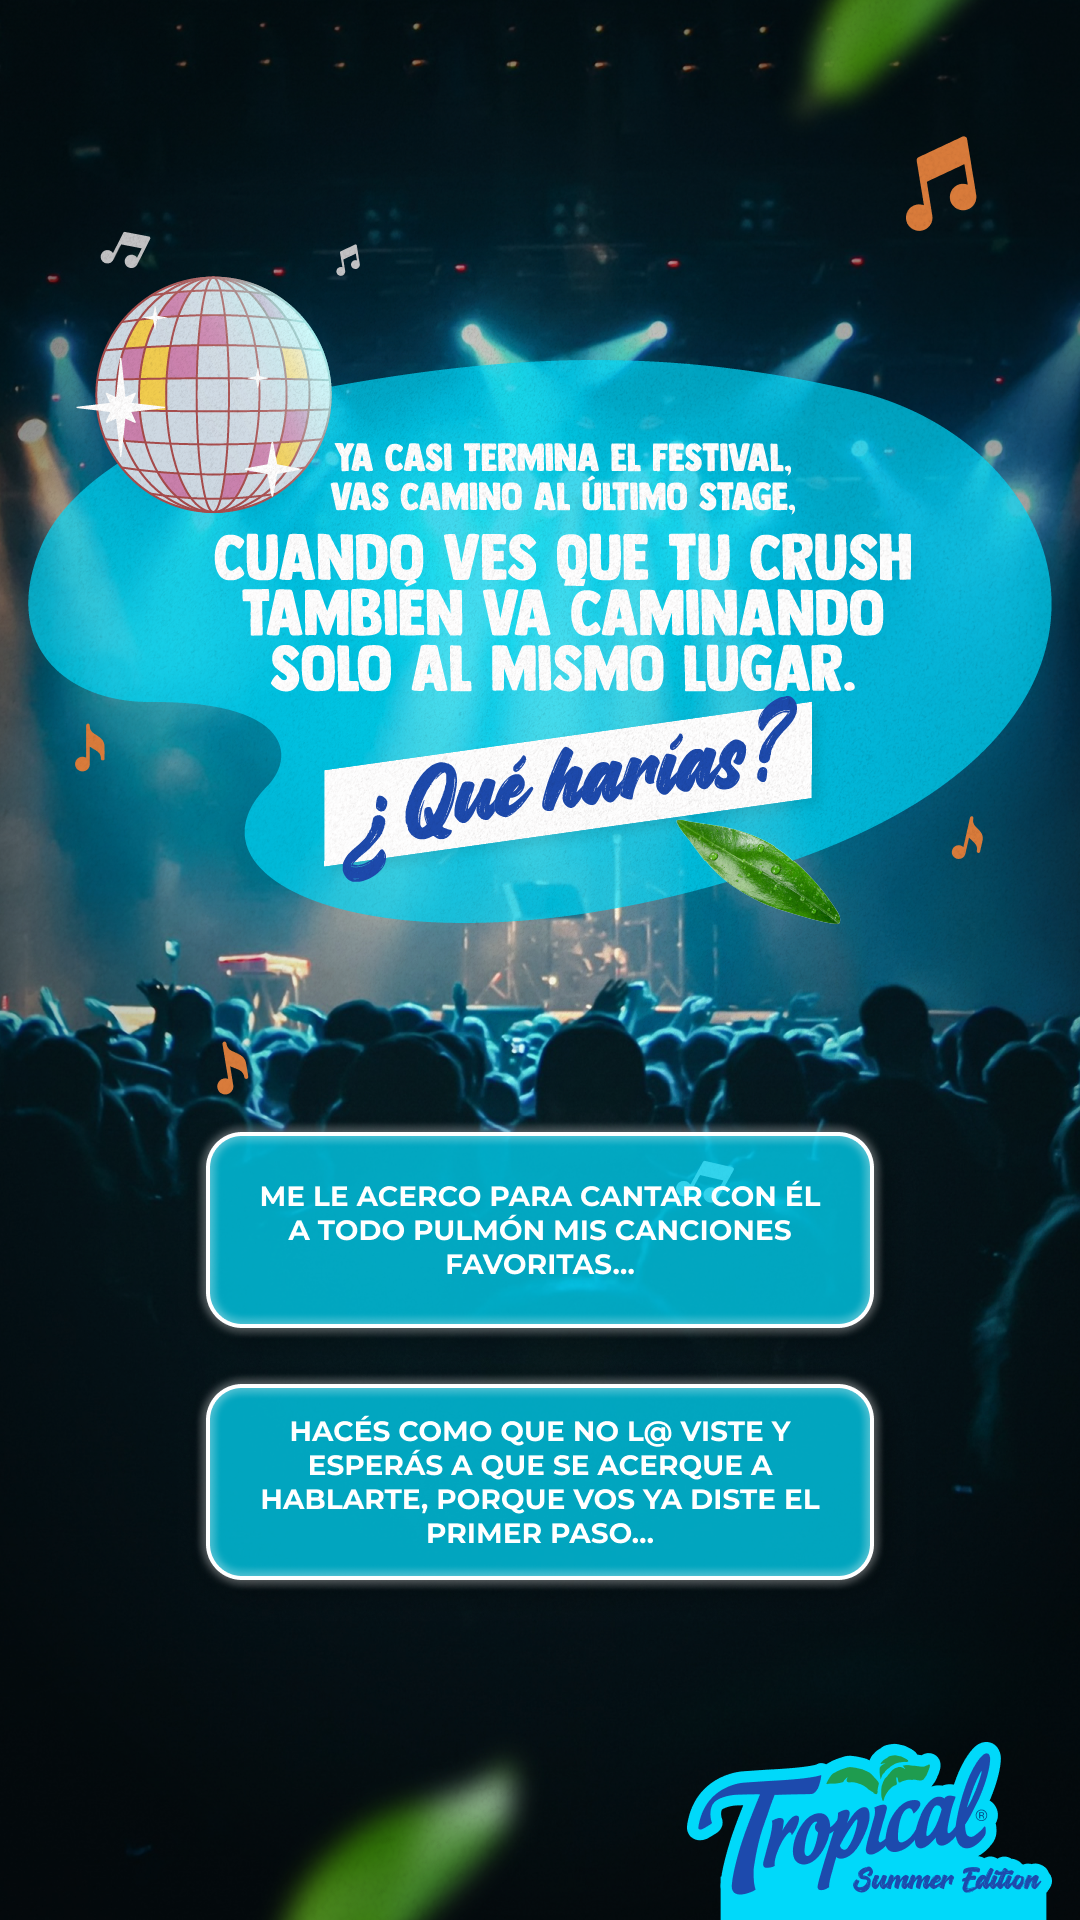 YA CASI TERMINA EL FESTIVAL,
VAS CAMINO AL ÚLTIMO STAGE,
CUANDO VES QUE TU CRUSH
TAMBIÉN VA CAMINANDO
SOLO AL MISMO LUGAR.
¿Qué harías?
ME LE ACERCO PARA CANTAR CON ÉL
A TODO PULMÓN MIS CANCIONES
FAVORITAS...
HACÉS COMO QUE NO L@ VISTE Y
ESPERÁS A QUE SE ACERQUE A
HABLARTE, PORQUE VOS YA DISTE EL
PRIMER PASO...
Tropical®
Summer Edition